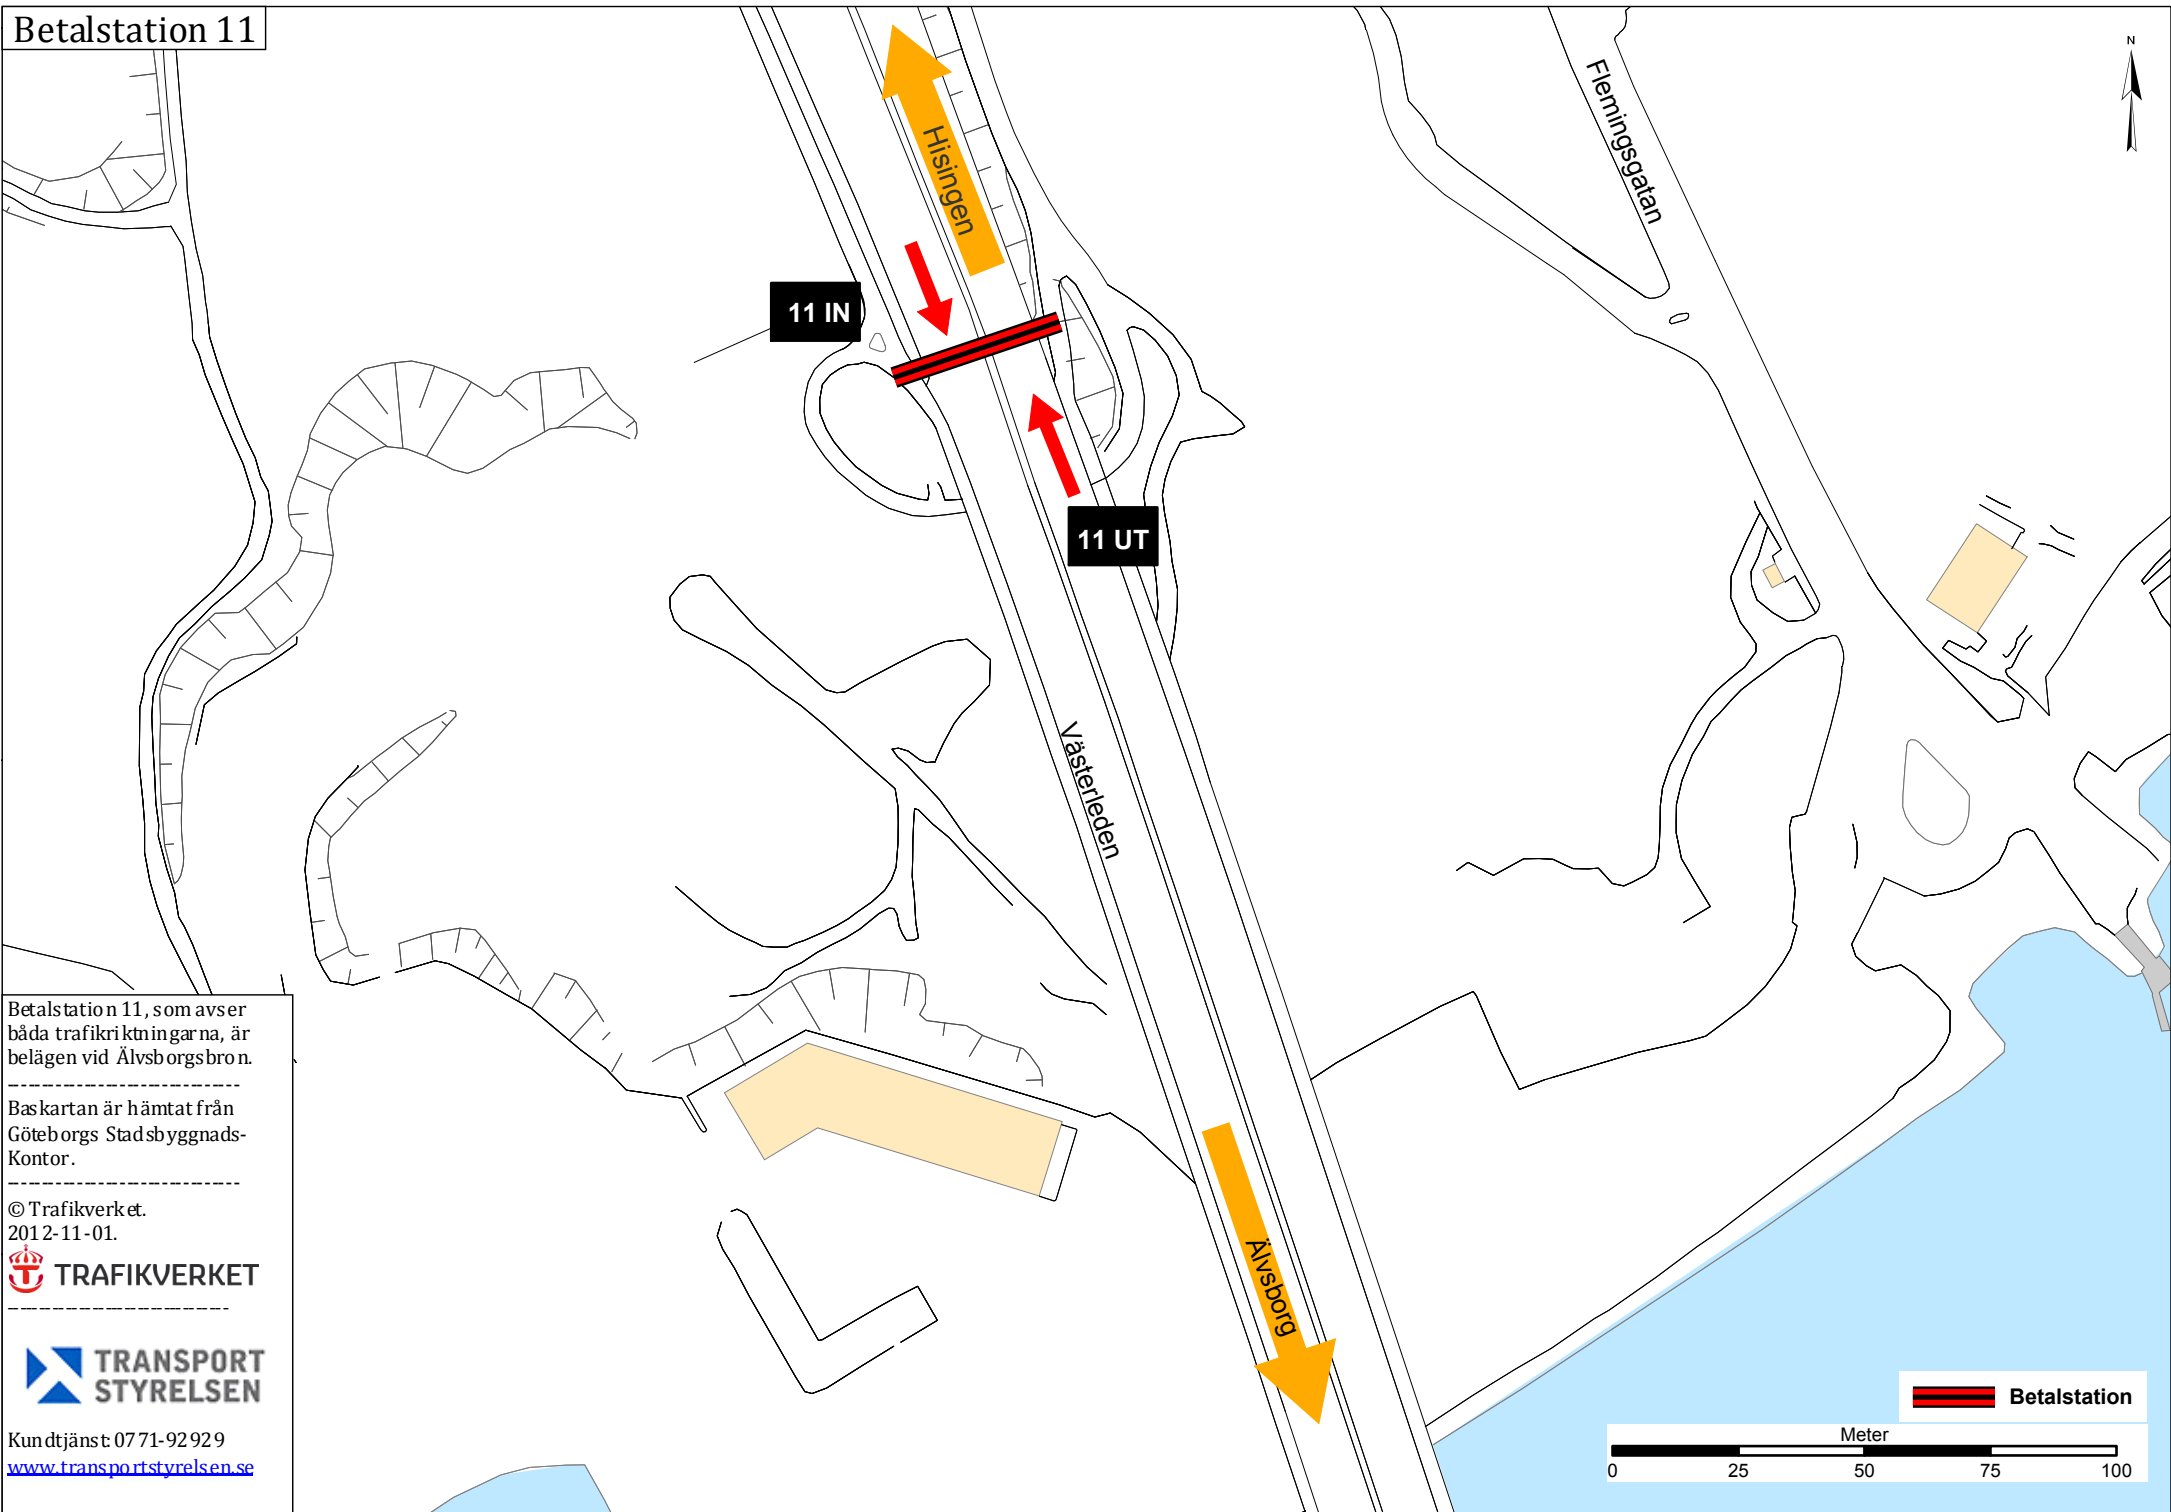 Betalstation 11
N
Flemingsgatan
Hisingen
11 IN
11 UT
Västerleden
Älvsborg
Betalstation 11, som avser
båda trafikriktningarna, är
belägen vid Älvsborgsbron.
------------------------------
Baskartan är hämtat från
Göteborgs Stadsbyggnads-
Kontor.
------------------------------
© Trafikverket.
2012-11-01.
TRAFIKVERKET
------------------------------
TRANSPORT
STYRELSEN
Kundtjänst: 0771-92929
www.transportstyrelsen.se
Betalstation
Meter
0 25 50 75 100